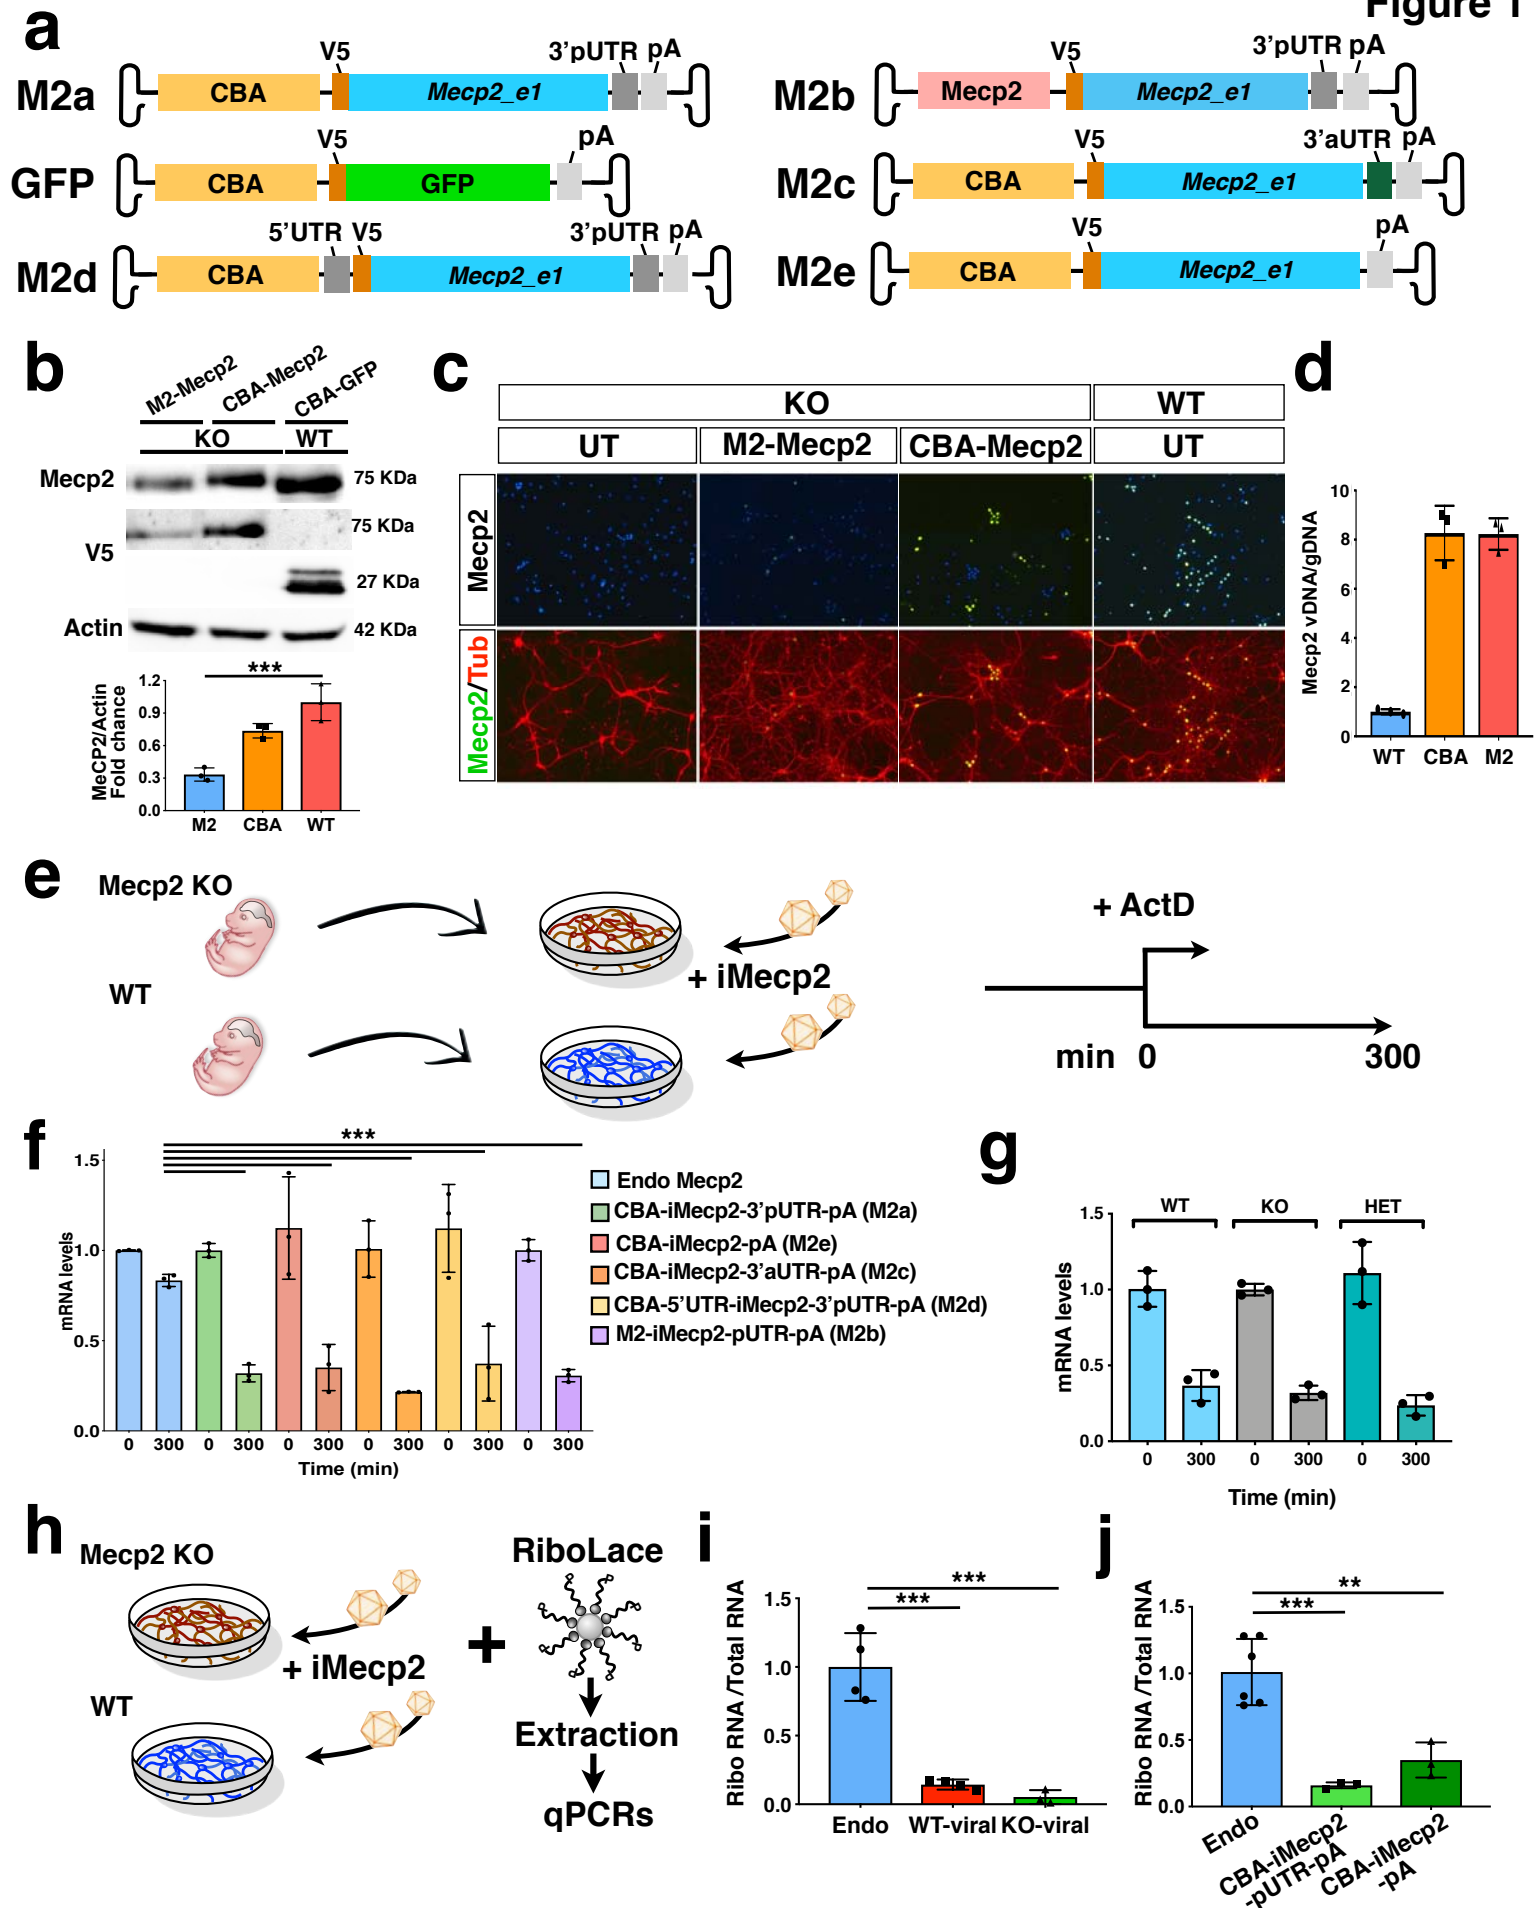 Figure 1
a
V5
3'pUTR pA
M2a
CBA
Mecp2_e1
V5
3'pUTR pA
M2b
Mecp2
Mecp2_e1
V5
pA
GFP
CBA
GFP
V5
3'aUTR pA
M2c
CBA
Mecp2_e1
5'UTR V5
3'pUTR pA
M2d
CBA
Mecp2_e1
V5
pA
M2e
CBA
Mecp2_e1
b
M2-Mecp2
CBA-Mecp2
CBA-GFP
KO
WT
Mecp2
75 KDa
V5
75 KDa
27 KDa
Actin
42 KDa
***
MeCP2/Actin
Fold chance
1.2
0.9
0.6
0.3
0.0
M2
CBA
WT
c
KO
WT
UT
M2-Mecp2
CBA-Mecp2
UT
Mecp2
Mecp2/Tub
d
Mecp2 vDNA/gDNA
10
8
6
4
2
0
WT
CBA
M2
e
Mecp2 KO
WT
+ iMecp2
+ ActD
min 0
300
f
***
mRNA levels
1.5
1.0
0.5
0.0
0 300 0 300 0 300 0 300 0 300 0 300
Time (min)
Endo Mecp2
CBA-iMecp2-3'pUTR-pA (M2a)
CBA-iMecp2-pA (M2e)
CBA-iMecp2-3'aUTR-pA (M2c)
CBA-5'UTR-iMecp2-3'pUTR-pA (M2d)
M2-iMecp2-pUTR-pA (M2b)
g
WT
KO
HET
mRNA levels
1.5
1.0
0.5
0.0
0 300 0 300 0 300
Time (min)
h
Mecp2 KO
+ iMecp2
WT
+
RiboLace
Extraction
qPCRs
i
***
***
Ribo RNA /Total RNA
1.5
1.0
0.5
0.0
Endo
WT-viral
KO-viral
j
**
***
Ribo RNA /Total RNA
1.5
1.0
0.5
0.0
Endo
CBA-iMecp2
-pUTR-pA
CBA-iMecp2
-pA